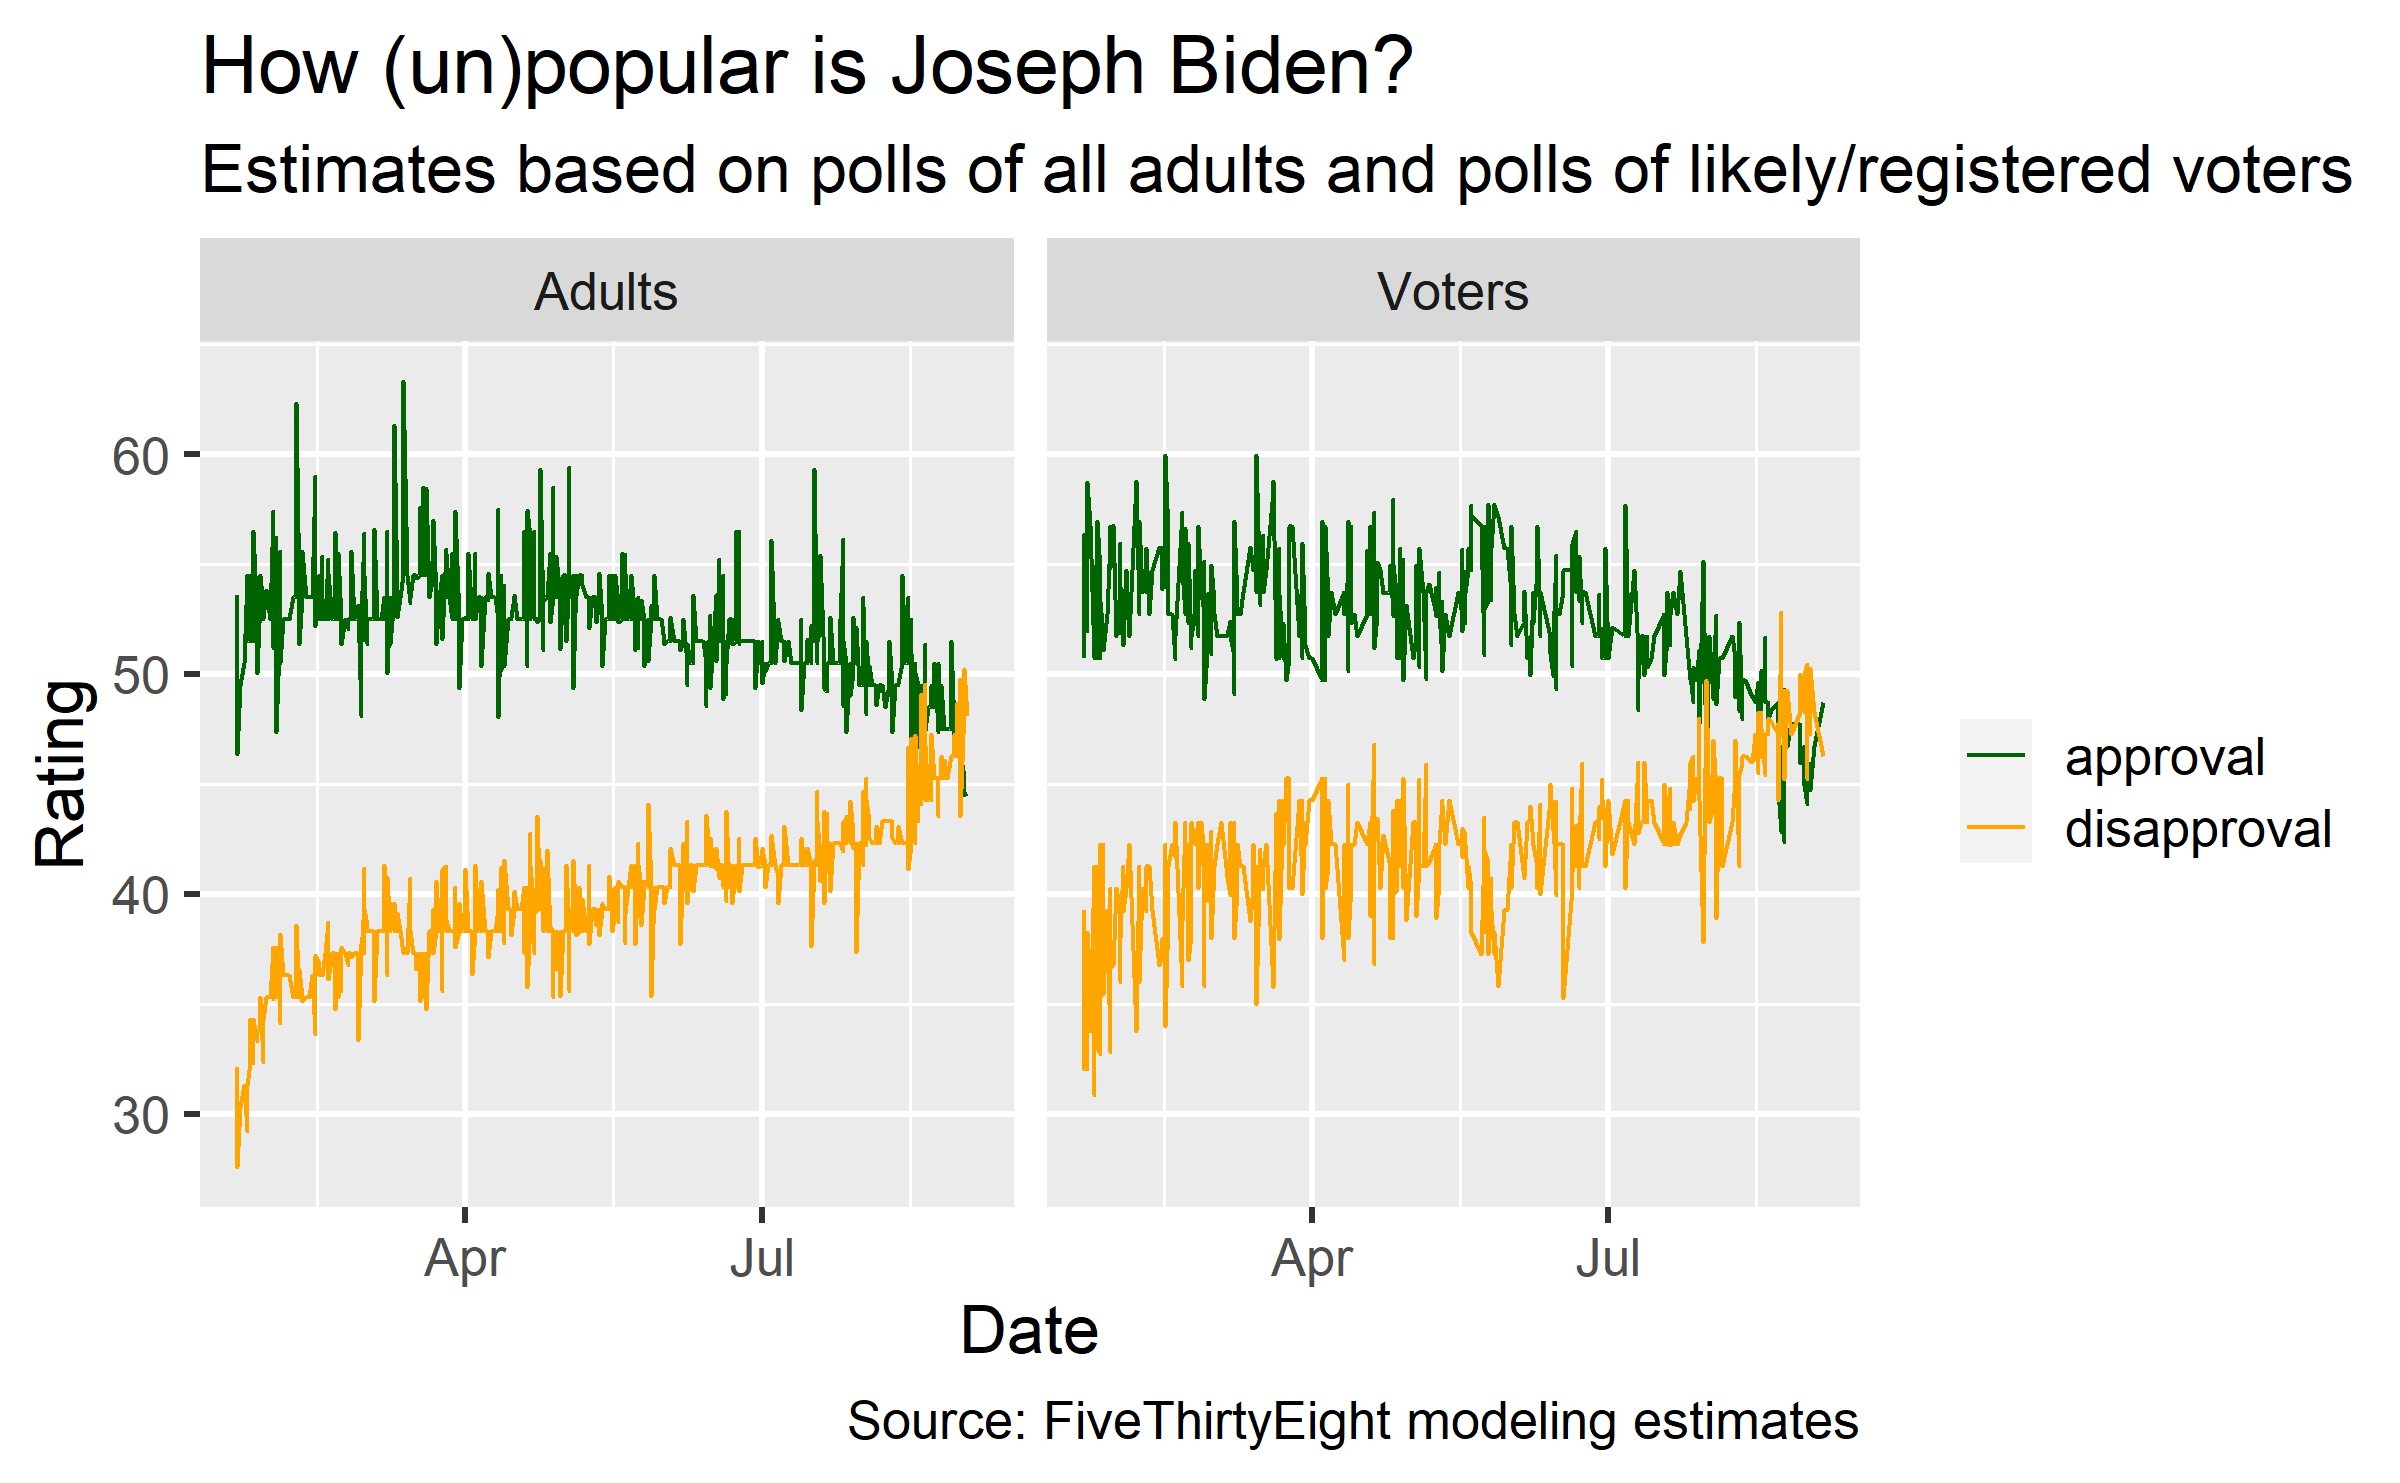 How (un)popular is Joseph Biden?
Estimates based on polls of all adults and polls of likely/registered voters
Adults
Voters
Rating
60
50
40
30
approval
disapproval
Apr
Jul
Apr
Jul
Date
Source: FiveThirtyEight modeling estimates